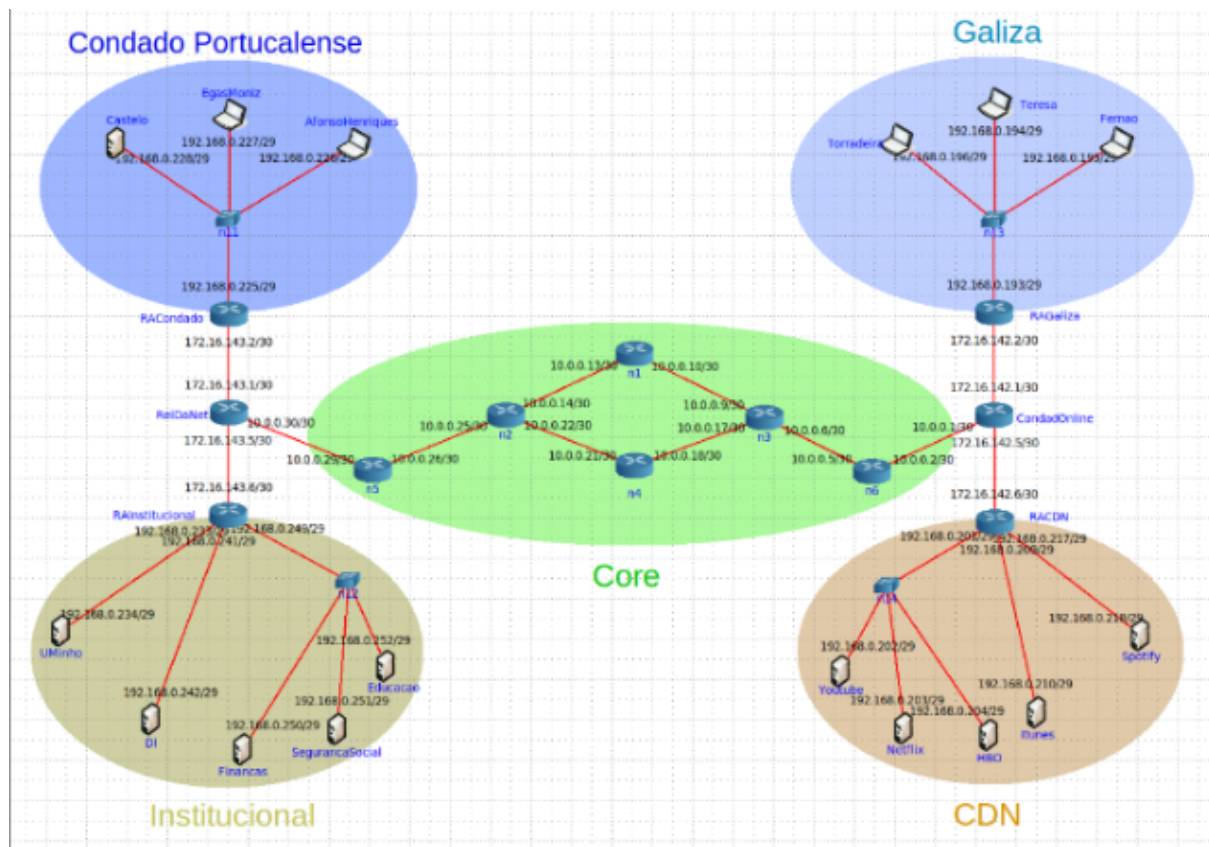 Condado Portucalense
Galiza
EgasMoniz
Castelo
AfonsoHenriques
192.168.0.227/29
192.168.0.228/29
Teresa
Torradeira
Fernao
192.168.0.194/29
192.168.0.196/29
n11
n13
192.168.0.225/29
192.168.0.193/29
RACondado
RAGaliza
172.16.143.2/30
172.16.142.2/30
172.16.143.1/30
172.16.142.1/30
ReiDaNet
CondadOnline
10.0.0.30/30
172.16.143.5/30
172.16.142.5/30
10.0.0.13/30
10.0.0.10/30
n1
10.0.0.14/30
10.0.0.9/30
10.0.0.25/30
10.0.0.22/30
n2
10.0.0.17/30
10.0.0.6/30
n3
10.0.0.1/30
10.0.0.29/30
10.0.0.26/30
10.0.0.21/30
10.0.0.18/30
10.0.0.5/30
10.0.0.2/30
n5
n4
n6
172.16.143.6/30
172.16.142.6/30
RAInstitucional
RACDN
192.168.0.241/29
192.168.0.249/29
192.168.0.217/29
Core
n12
n14
192.168.0.234/29
UMinho
192.168.0.252/29
Educacao
192.168.0.242/29
DI
192.168.0.251/29
192.168.0.250/29
SegurancaSocial
Financas
192.168.0.202/29
Youtube
192.168.0.203/29
192.168.0.204/29
Netflix
HBO
192.168.0.210/29
Itunes
192.168.0.218/29
Spotify
Institucional
CDN